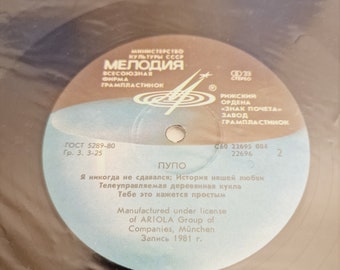 МИНИСТЕРСТВО
КУЛЬТУРЫ СССР
МЕЛОДИЯ
ВСЕСОЮЗНАЯ
ФИРМА
ГРАМПЛАСТИНОК
33
СТЕРЕО
РИЖСКИЙ
ОРДЕНА
«ЗНАК ПОЧЕТА»
ЗАВОД
ГРАМПЛАСТИНОК
ГОСТ 5289-80
Гр. 3. 3-25
С60 22695 004
22696
2
ПУПО
Я никогда не сдавался; История нашей любви
Телеуправляемая деревянная кукла
Тебе это кажется простым
Manufactured under license
of ARIOLA Group of
Companies, München
Запись 1981 г.